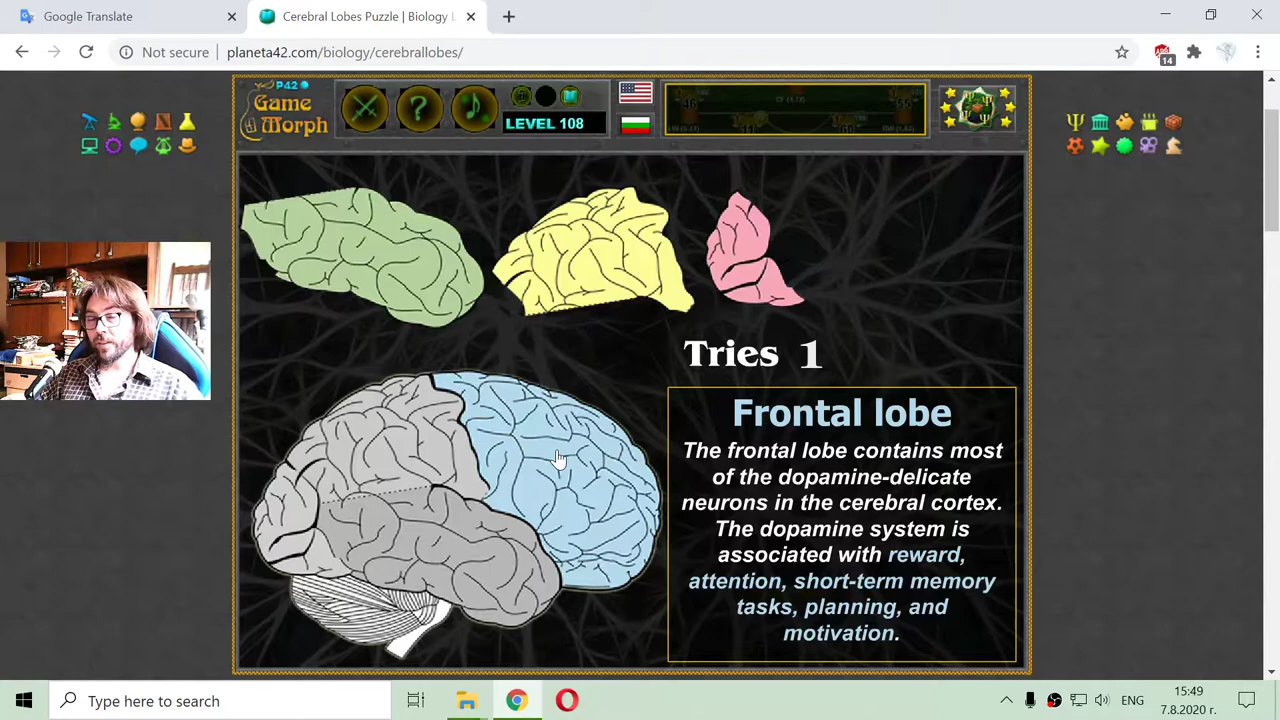 Google Translate
Cerebral Lobes Puzzle | Biology L
Not secure
planeta42.com/biology/cerebrallobes/
14
P42
Game
Morph
?
LEVEL 108
Tries 1
Frontal lobe
The frontal lobe contains most
of the dopamine-delicate
neurons in the cerebral cortex.
The dopamine system is
associated with reward,
attention, short-term memory
tasks, planning, and
motivation.
Type here to search
ЕНГ
15:49
7.8.2020 г.